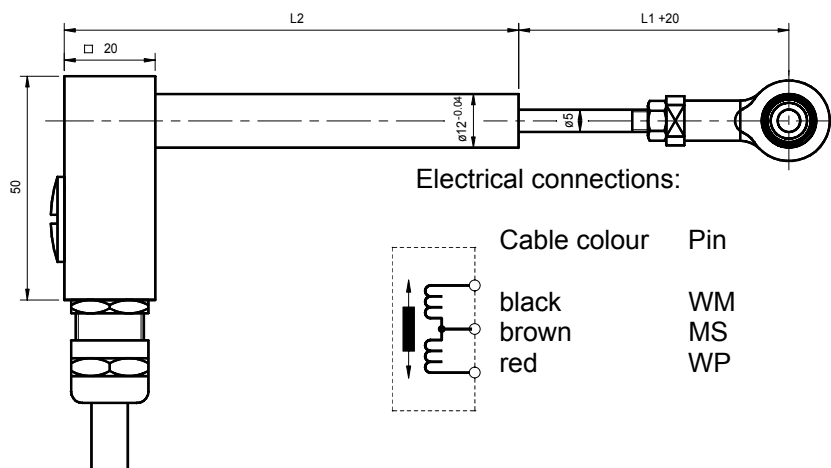 L2
L1 +20
□ 20
50
ø12-0.04
ø5
Electrical connections:
Cable colour Pin
black WM
brown MS
red WP